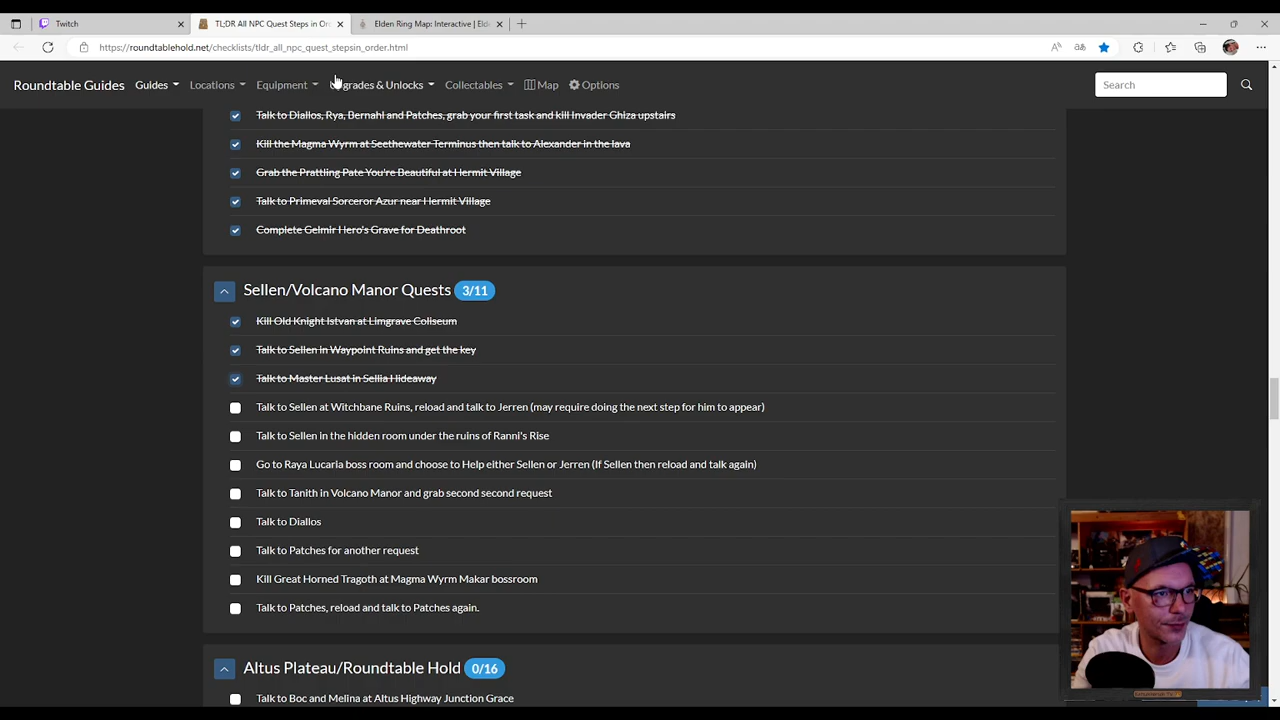 Twitch
TL;DR All NPC Quest Steps in Ord
Elden Ring Map: Interactive | Eld
https://roundtablehold.net/checklists/tldr_all_npc_quest_stepsin_order.html
Roundtable Guides Guides Locations Equipment Upgrades & Unlocks Collectables Map Options Search
Talk to Diallos, Rya, Bernahl and Patches, grab your first task and kill Invader Ghiza upstairs
Kill the Magma Wyrm at Seethewater Terminus then talk to Alexander in the lava
Grab the Prattling Pate You're Beautiful at Hermit Village
Talk to Primeval Sorceror Azur near Hermit Village
Complete Gelmir Hero's Grave for Deathroot
Sellen/Volcano Manor Quests 3/11
Kill Old Knight Istvan at Limgrave Coliseum
Talk to Sellen in Waypoint Ruins and get the key
Talk to Master Lusat in Sellia Hideaway
Talk to Sellen at Witchbane Ruins, reload and talk to Jerren (may require doing the next step for him to appear)
Talk to Sellen in the hidden room under the ruins of Ranni's Rise
Go to Raya Lucaria boss room and choose to Help either Sellen or Jerren (If Sellen then reload and talk again)
Talk to Tanith in Volcano Manor and grab second second request
Talk to Diallos
Talk to Patches for another request
Kill Great Horned Tragoth at Magma Wyrm Makar bossroom
Talk to Patches, reload and talk to Patches again.
Altus Plateau/Roundtable Hold 0/16
Talk to Boc and Melina at Altus Highway Junction Grace